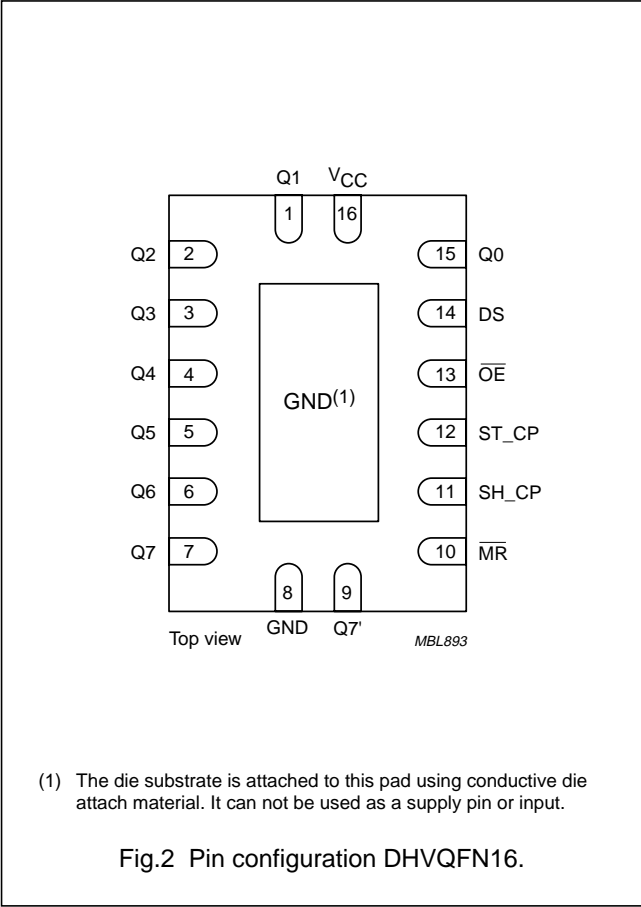 Q1 VCC
1 16
Q2 2 15 Q0
Q3 3 14 DS
Q4 4 13 OE
GND(1)
Q5 5 12 ST_CP
Q6 6 11 SH_CP
Q7 7 10 MR
8 9
GND Q7'
Top view MBL893
(1) The die substrate is attached to this pad using conductive die
attach material. It can not be used as a supply pin or input.
Fig.2 Pin configuration DHVQFN16.